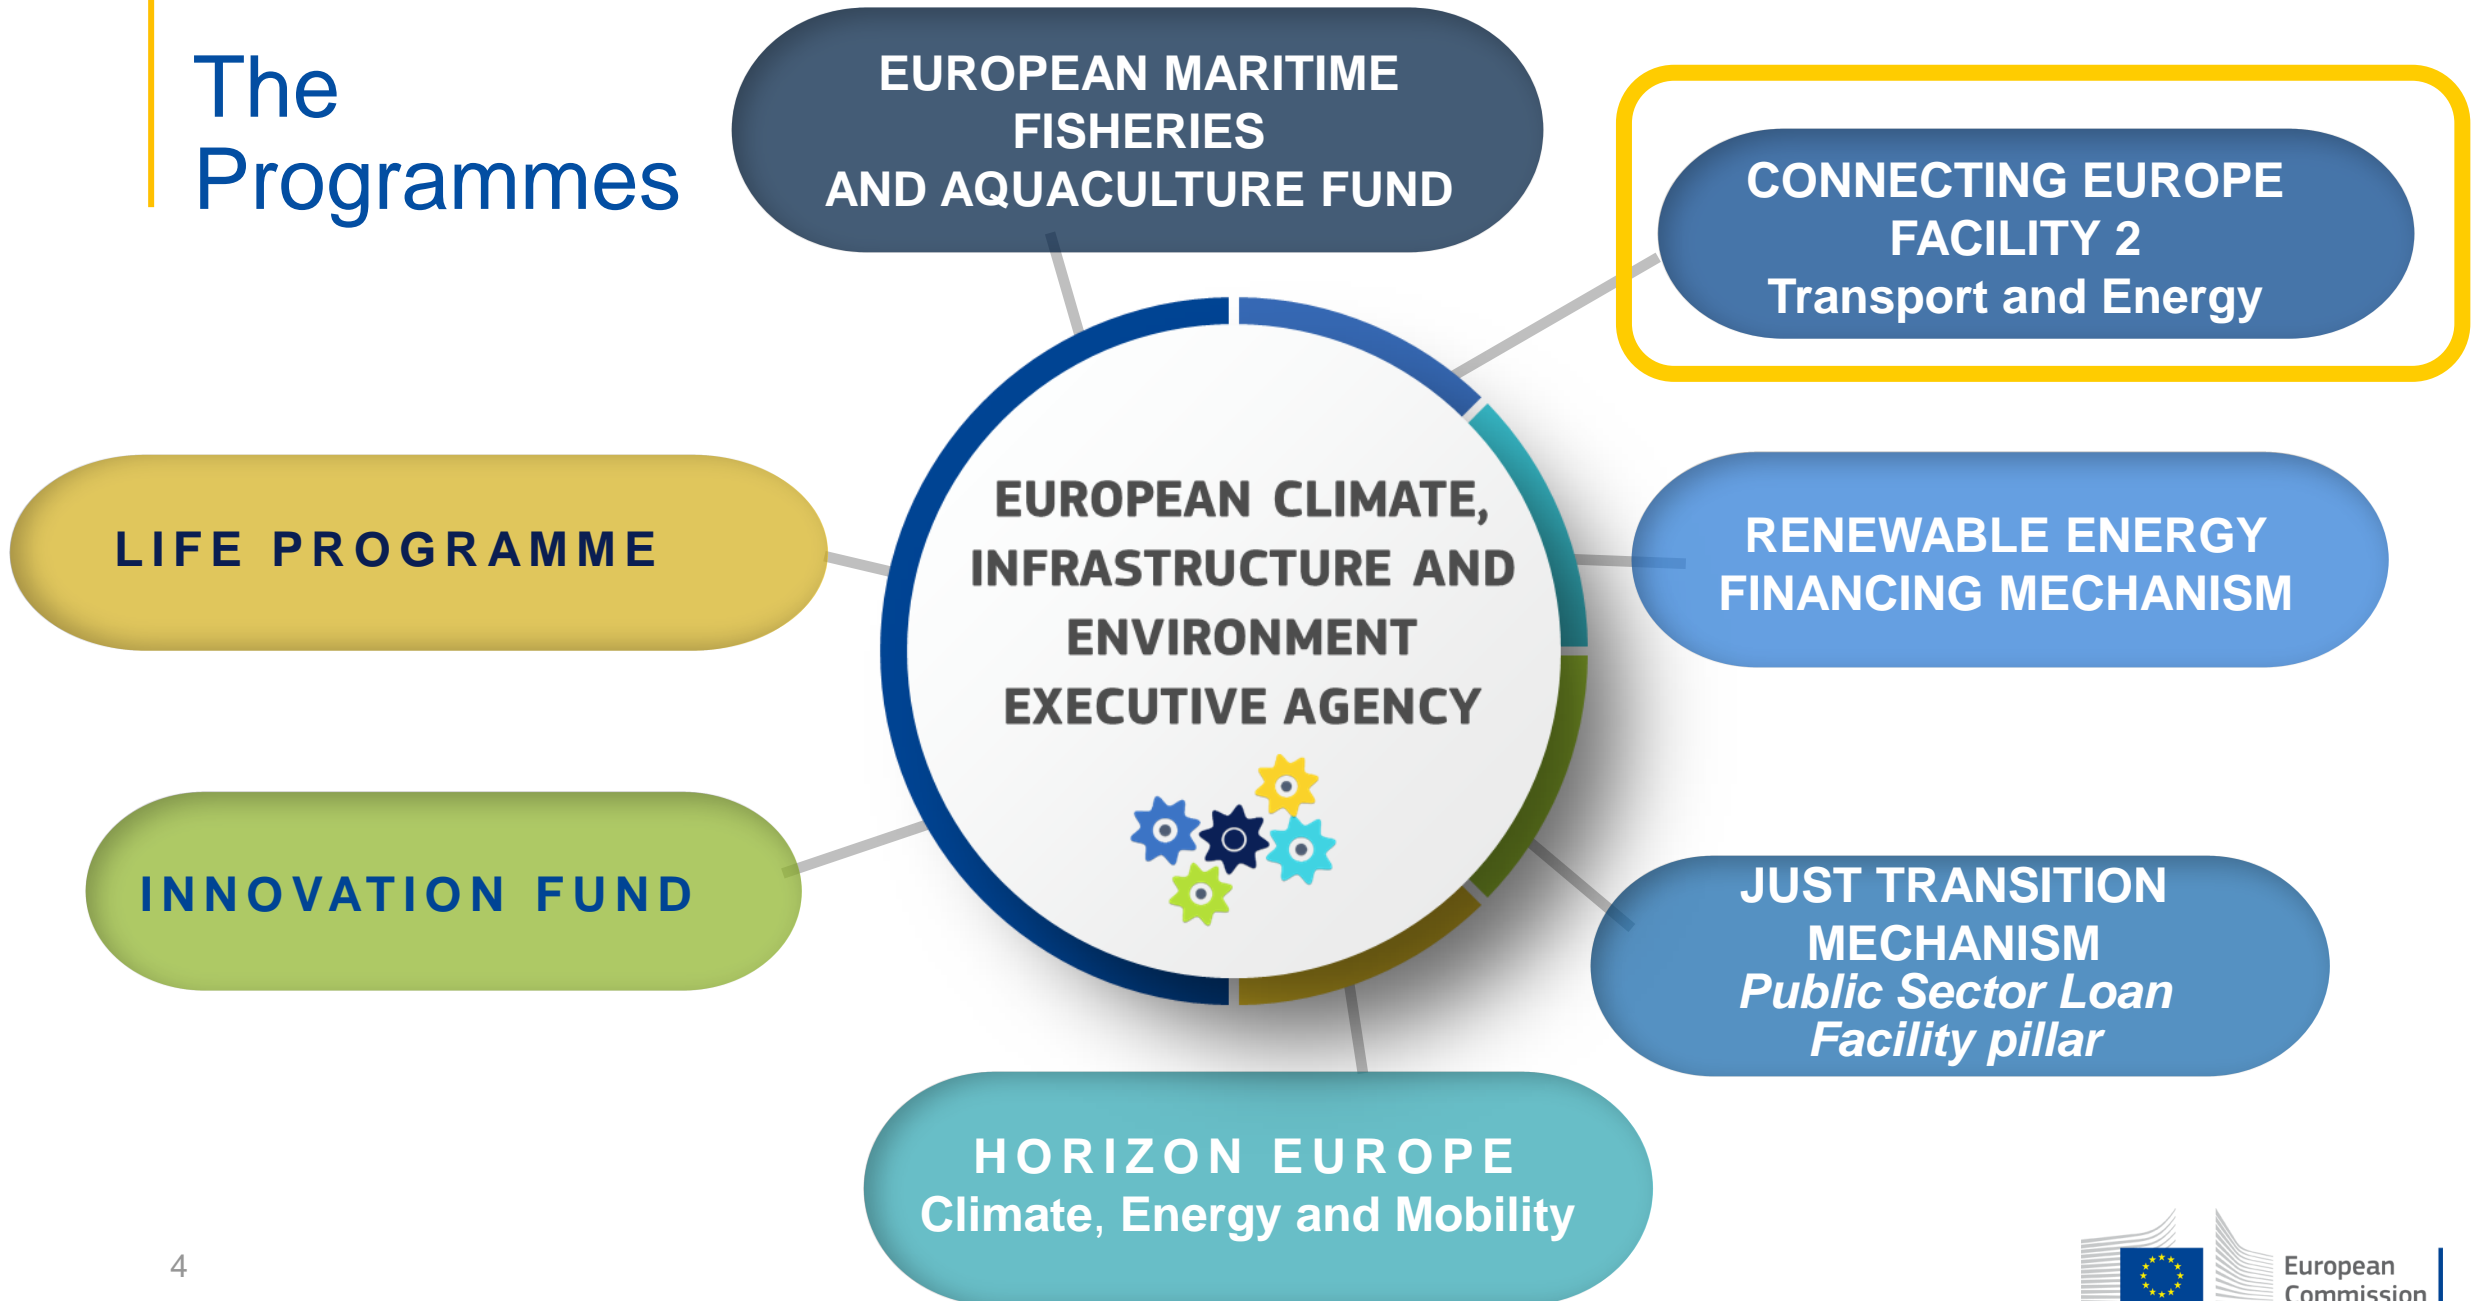 The
Programmes
EUROPEAN MARITIME
FISHERIES
AND AQUACULTURE FUND
CONNECTING EUROPE
FACILITY 2
Transport and Energy
LIFE PROGRAMME
EUROPEAN CLIMATE,
INFRASTRUCTURE AND
ENVIRONMENT
EXECUTIVE AGENCY
RENEWABLE ENERGY
FINANCING MECHANISM
INNOVATION FUND
JUST TRANSITION
MECHANISM
Public Sector Loan
Facility pillar
HORIZON EUROPE
Climate, Energy and Mobility
4
European
Commission